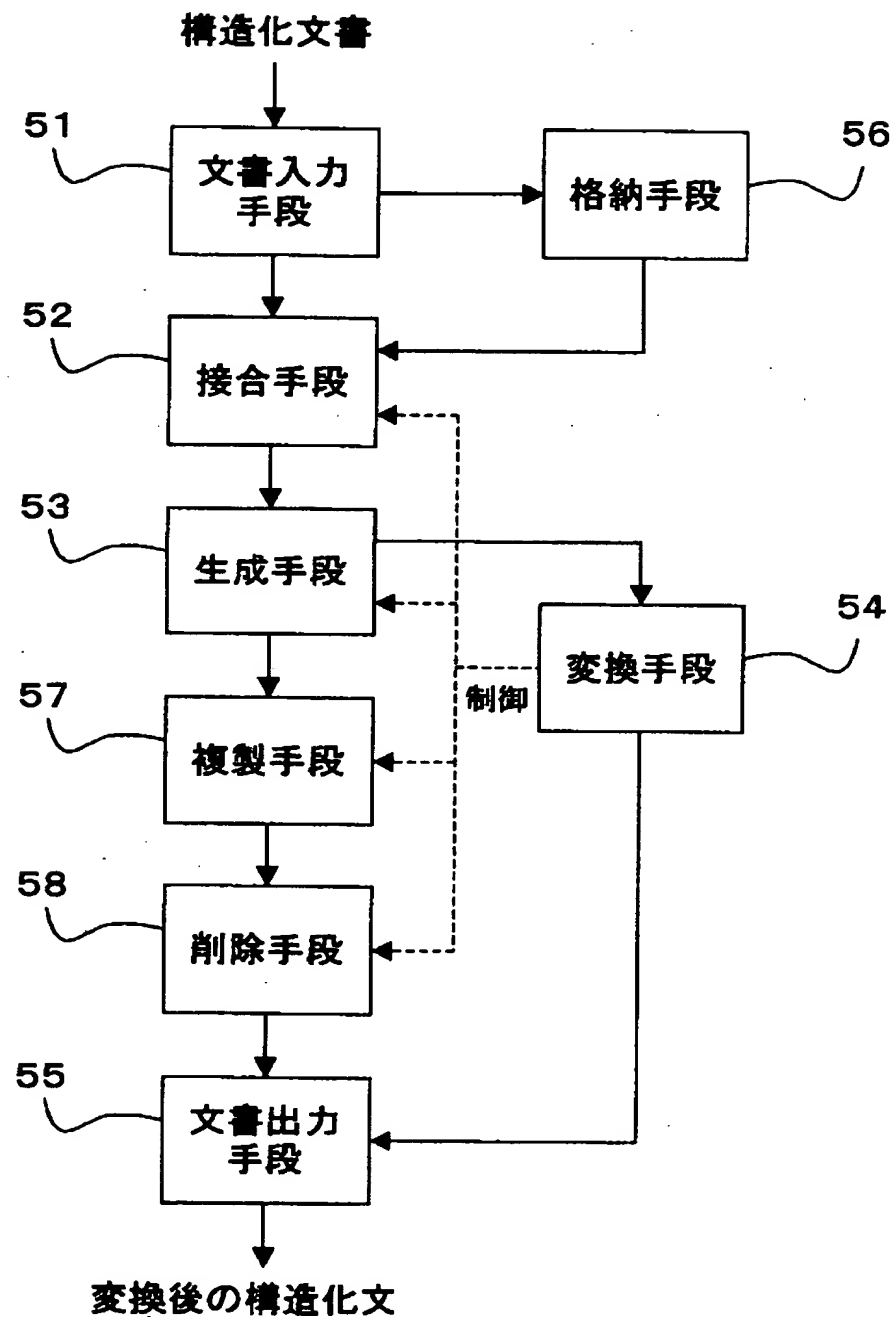 構造化文書
51
文書入力
手段
56
格納手段
52
接合手段
53
生成手段
54
変換手段
制御
57
複製手段
58
削除手段
55
文書出力
手段
変換後の構造化文